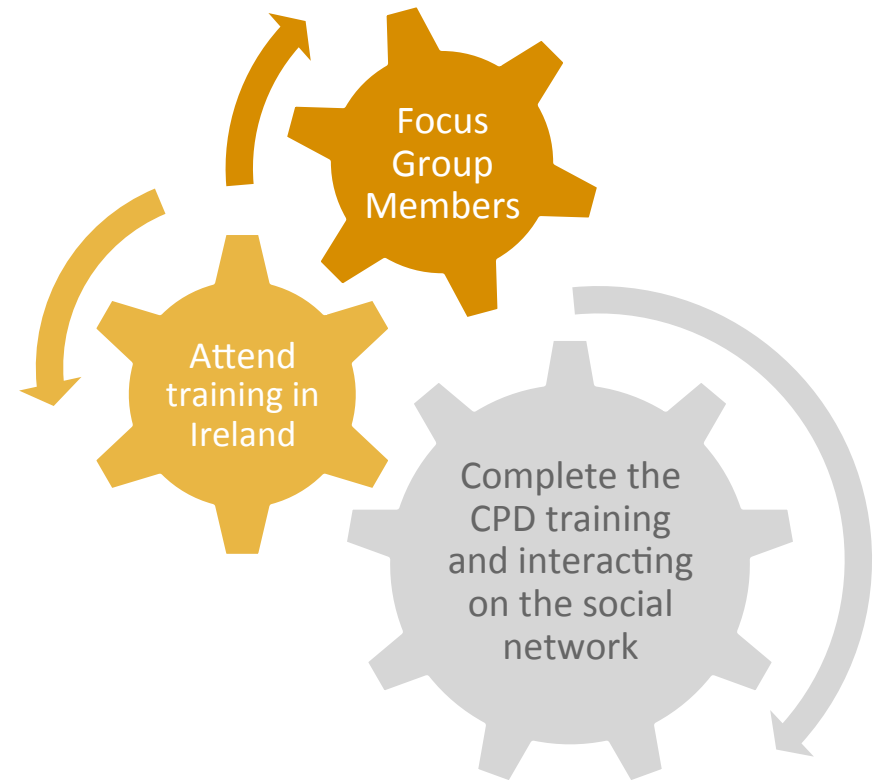 Focus
Group
Members
Attend
training in
Ireland
Complete the
CPD training
and interacting
on the social
network